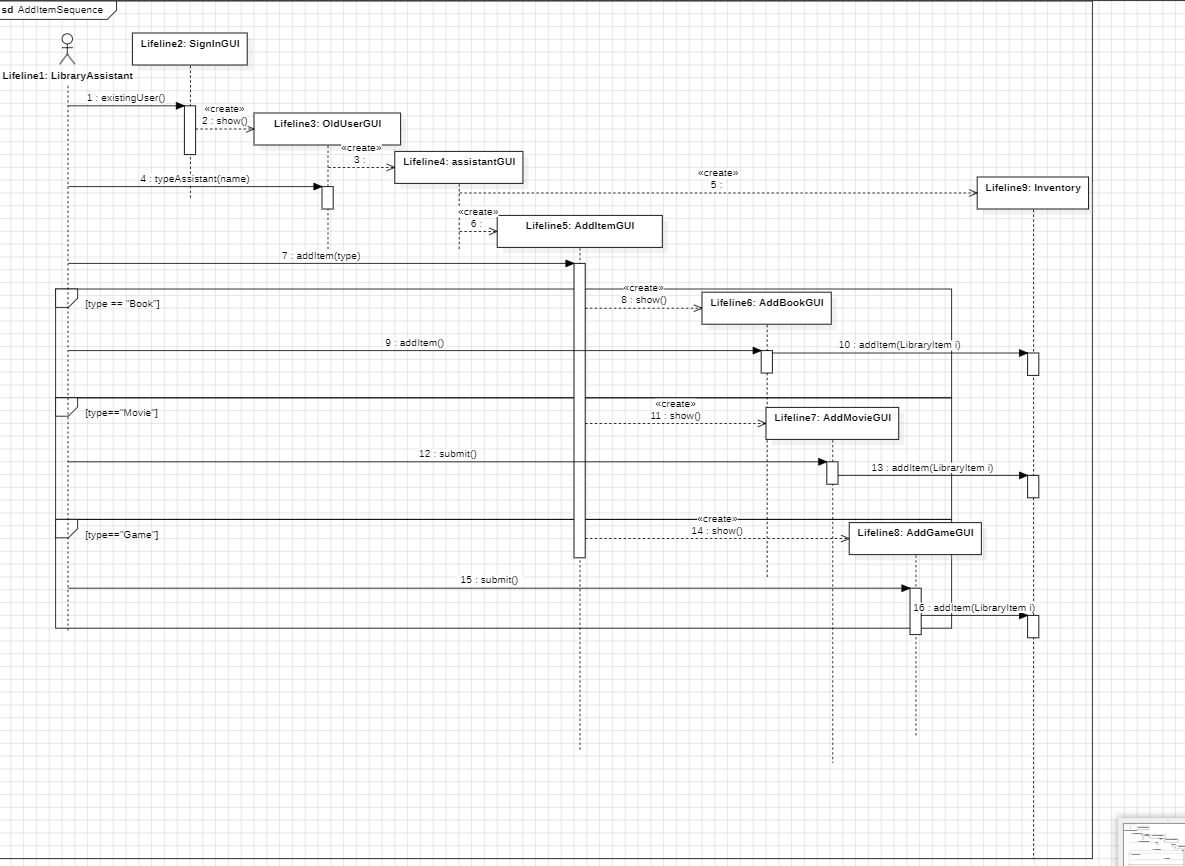 sd AddItemSequence
Lifeline2: SignInGUI
Lifeline1: LibraryAssistant
1 : existingUser()
«create»
2 : show()
Lifeline3: OldUserGUI
«create»
3 :
Lifeline4: assistantGUI
4 : typeAssistant(name)
«create»
5 :
Lifeline9: Inventory
«create»
6 :
Lifeline5: AddItemGUI
7 : addItem(type)
[type == "Book"]
«create»
8 : show()
Lifeline6: AddBookGUI
9 : addItem()
10 : addItem(LibraryItem i)
[type=="Movie"]
«create»
11 : show()
Lifeline7: AddMovieGUI
12 : submit()
13 : addItem(LibraryItem i)
[type=="Game"]
«create»
14 : show()
Lifeline8: AddGameGUI
15 : submit()
16 : addItem(LibraryItem i)